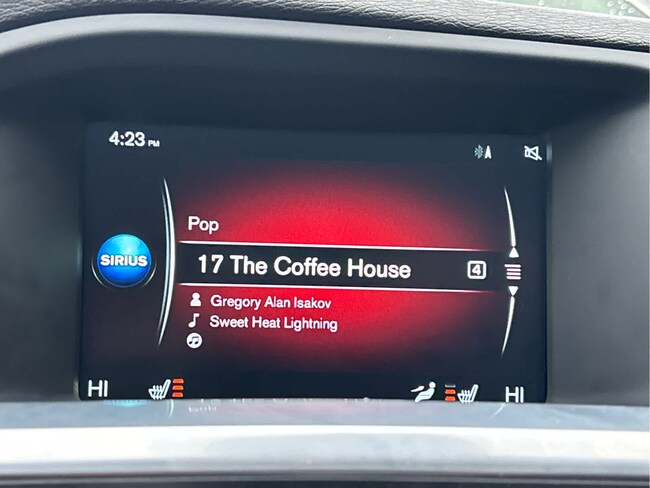 4:23 PM
A
Pop
SIRIUS
17 The Coffee House
4
Gregory Alan Isakov
Sweet Heat Lightning
HI
HI